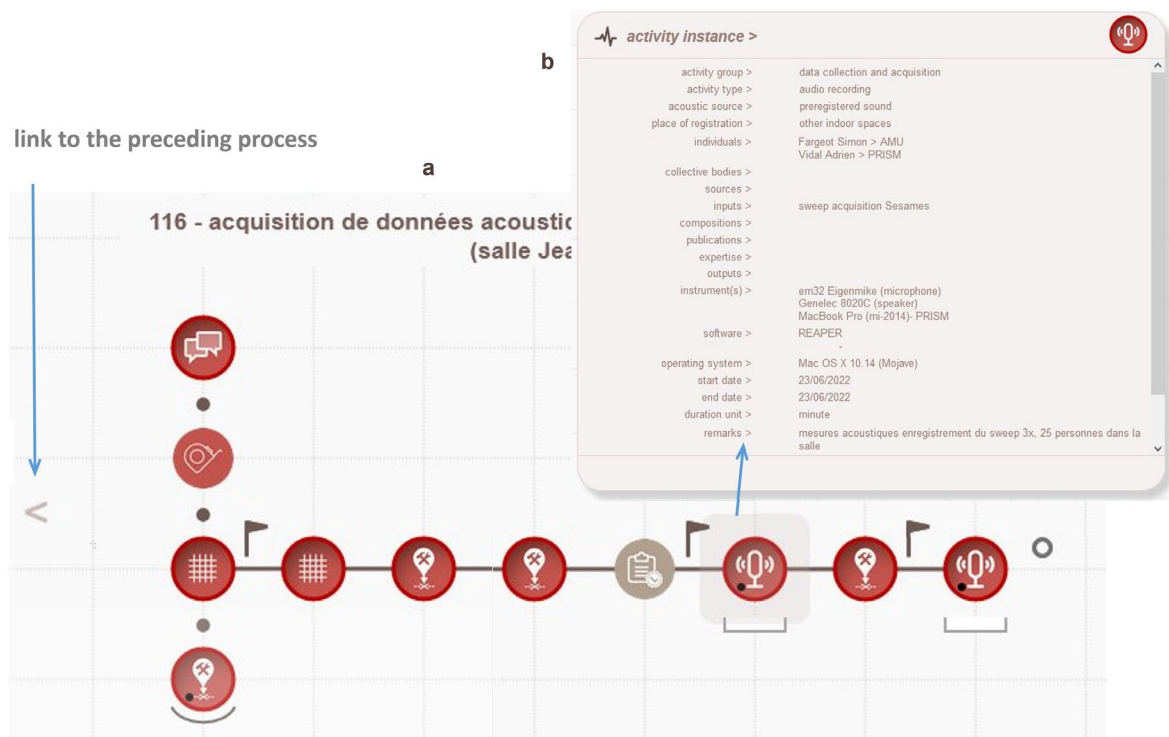 b
activity instance >
activity group > data collection and acquisition
activity type > audio recording
acoustic source > preregistered sound
place of registration > other indoor spaces
individuals > Fargeot Simon > AMU
Vidal Adrien > PRISM
collective bodies >
sources >
inputs > sweep acquisition Sesames
compositions >
publications >
expertise >
outputs >
instrument(s) > em32 Eigenmike (microphone)
Genelec 8020C (speaker)
MacBook Pro (mi-2014)- PRISM
software > REAPER
-
operating system > Mac OS X 10.14 (Mojave)
start date > 23/06/2022
end date > 23/06/2022
duration unit > minute
remarks > mesures acoustiques enregistrement du sweep 3x, 25 personnes dans la
salle
link to the preceding process
a
116 - acquisition de données acoustic
(salle Jea
<